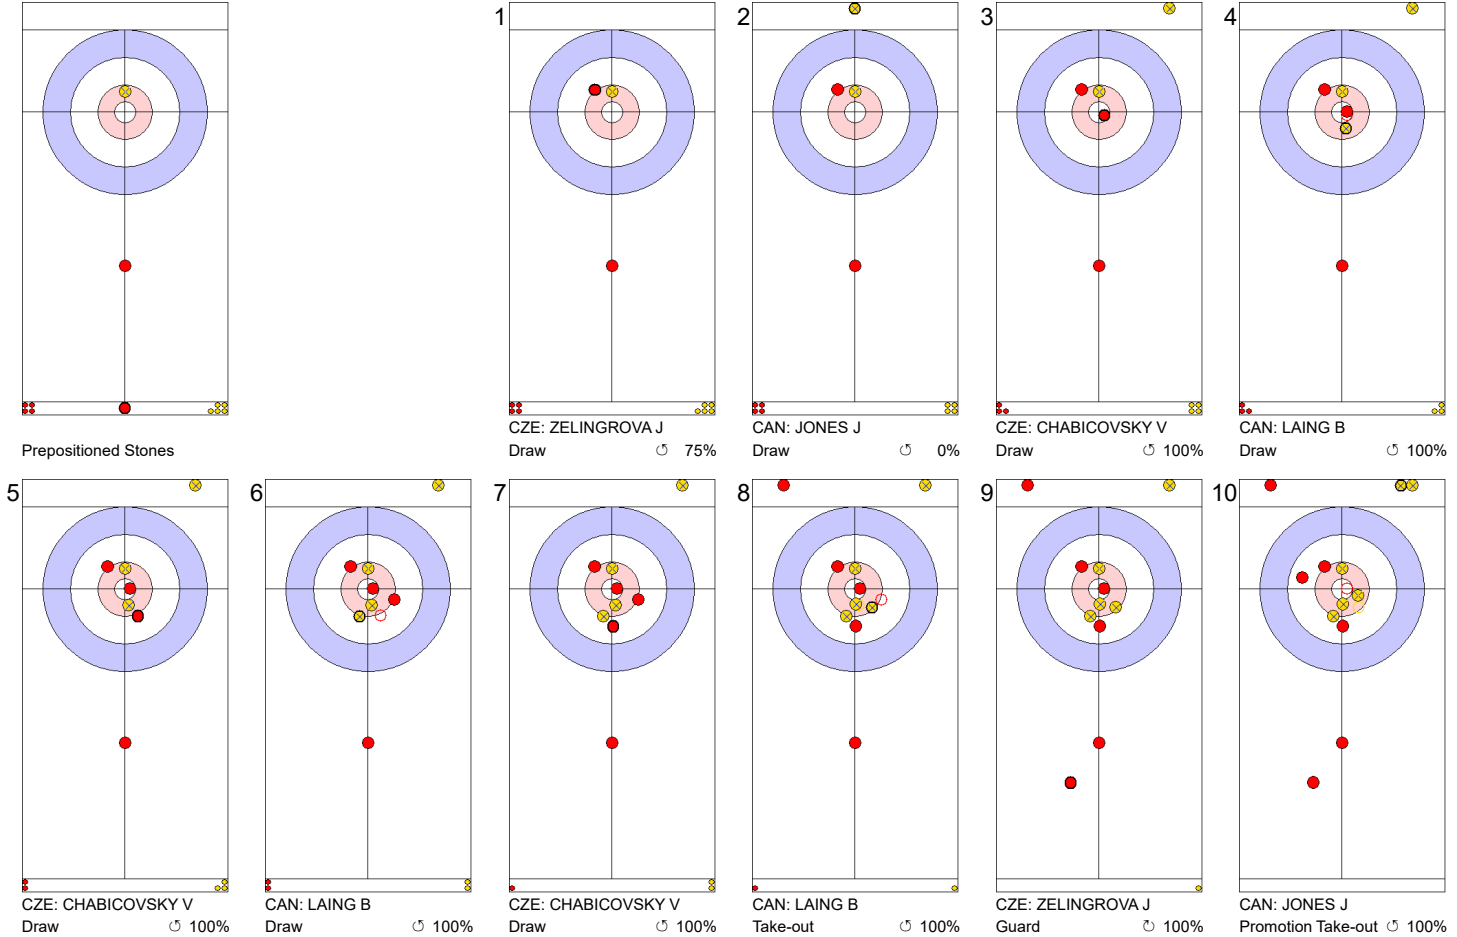 1
2
3
4
Prepositioned Stones
CZE: ZELINGROVA J
Draw ↺ 75%
CAN: JONES J
Draw ↺ 0%
CZE: CHABICOVSKY V
Draw ↺ 100%
CAN: LAING B
Draw ↺ 100%
5
6
7
8
9
10
CZE: CHABICOVSKY V
Draw ↺ 100%
CAN: LAING B
Draw ↺ 100%
CZE: CHABICOVSKY V
Draw ↺ 100%
CAN: LAING B
Take-out ↺ 100%
CZE: ZELINGROVA J
Guard ↻ 100%
CAN: JONES J
Promotion Take-out ↺ 100%